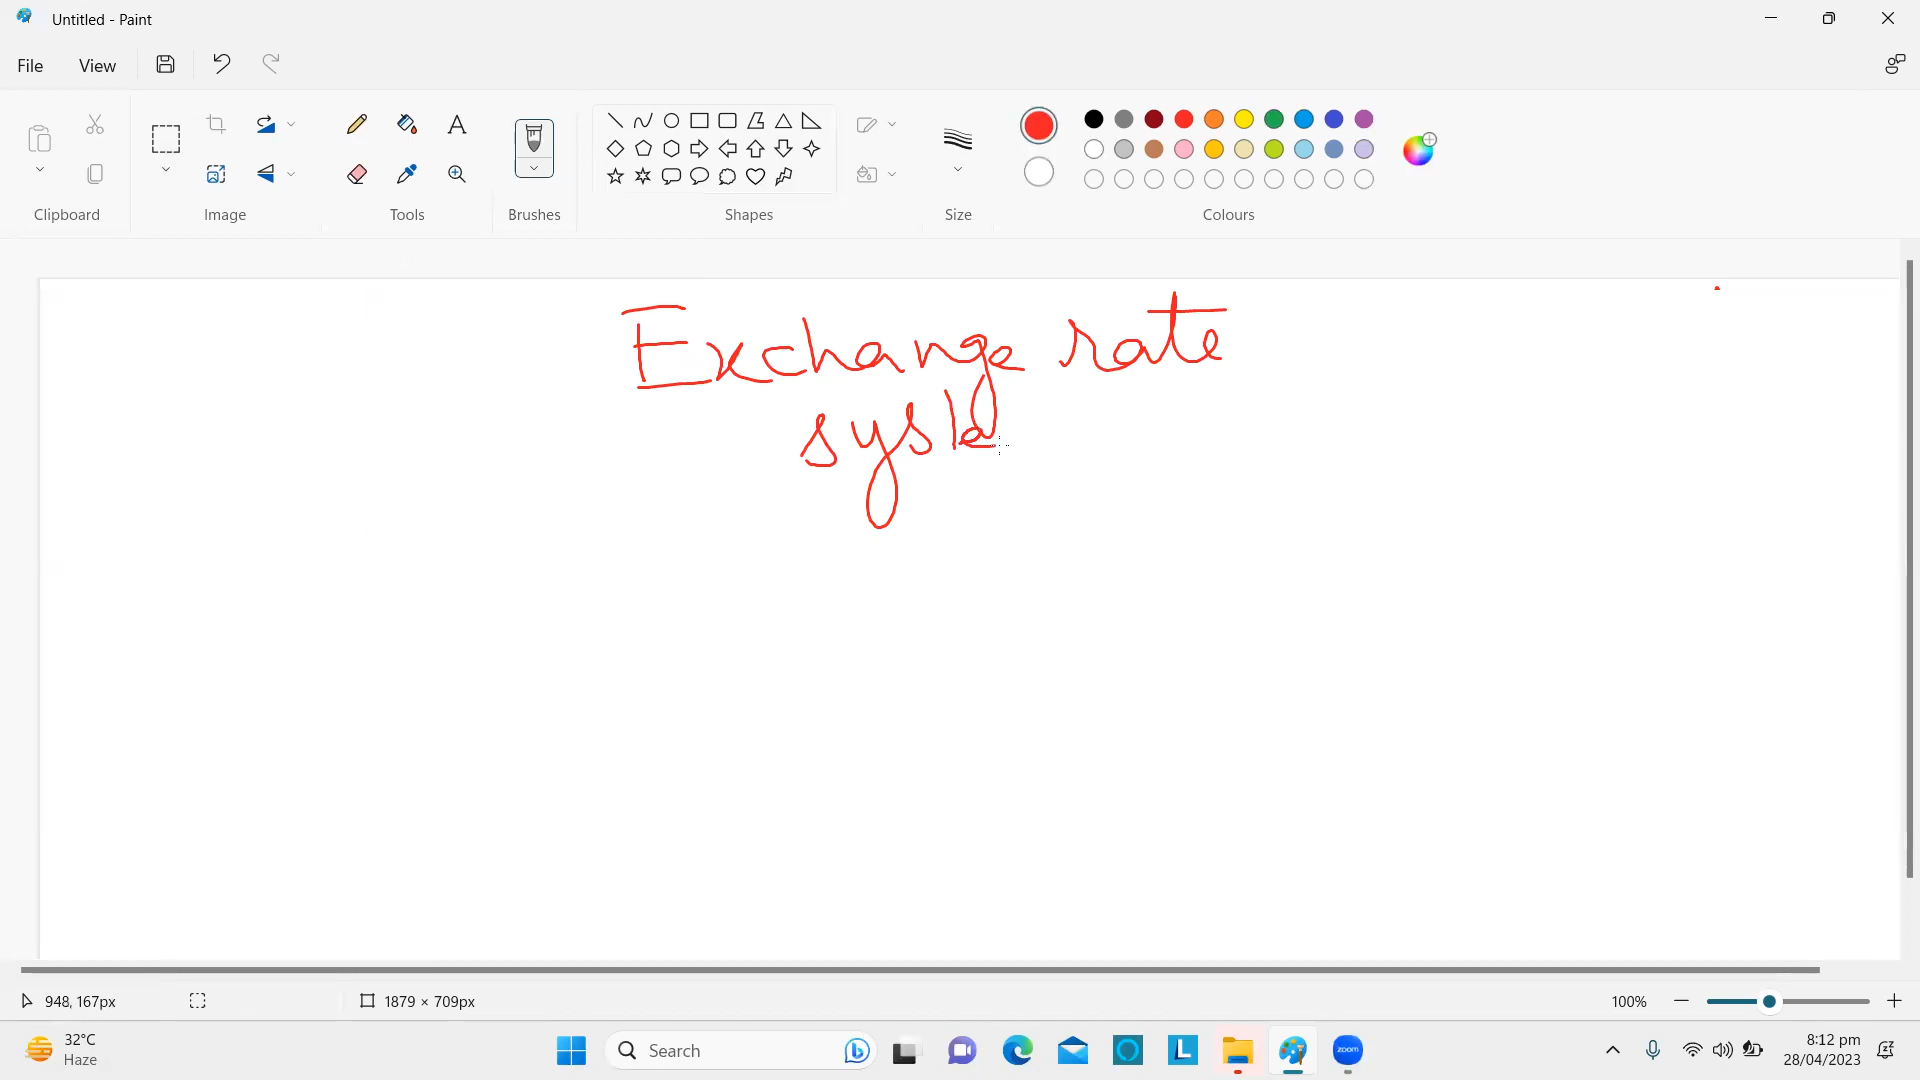 Untitled - Paint
File View
Clipboard Image Tools Brushes Shapes Size Colours
Exchange rate
syste
948, 167px 1879 × 709px 100%
32°C
Haze
Search
zoom
L
8:12 pm
28/04/2023